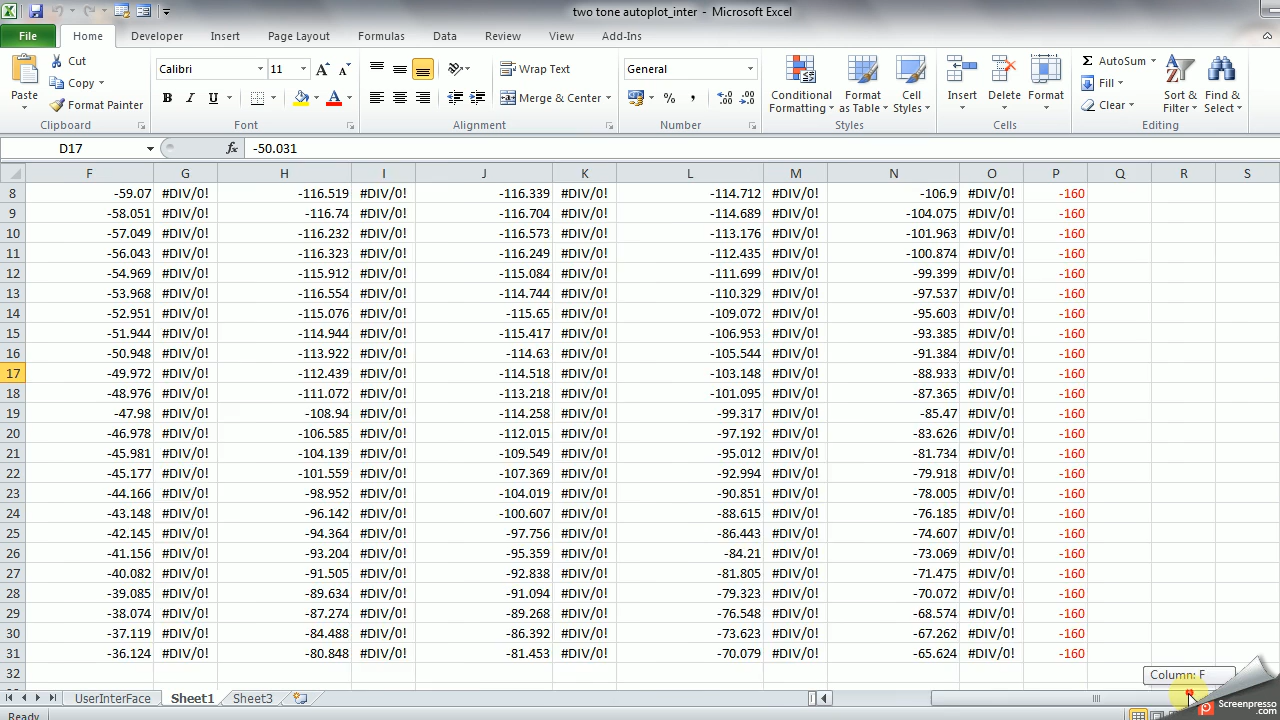 two tone autoplot_inter - Microsoft Excel
File Home Developer Insert Page Layout Formulas Data Review View Add-Ins
Paste Cut Copy Format Painter Clipboard
Calibri 11 B I U A A A Font
Wrap Text Merge & Center Alignment
General % , Number
Conditional Formatting Format as Table Cell Styles Styles
Insert Delete Format Cells
Σ AutoSum Fill Clear Sort & Filter Find & Select Editing
D17 fx -50.031
F G H I J K L M N O P Q R S
8 -59.07 #DIV/0! -116.519 #DIV/0! -116.339 #DIV/0! -114.712 #DIV/0! -106.9 #DIV/0! -160
9 -58.051 #DIV/0! -116.74 #DIV/0! -116.704 #DIV/0! -114.689 #DIV/0! -104.075 #DIV/0! -160
10 -57.049 #DIV/0! -116.232 #DIV/0! -116.573 #DIV/0! -113.176 #DIV/0! -101.963 #DIV/0! -160
11 -56.043 #DIV/0! -116.323 #DIV/0! -116.249 #DIV/0! -112.435 #DIV/0! -100.874 #DIV/0! -160
12 -54.969 #DIV/0! -115.912 #DIV/0! -115.084 #DIV/0! -111.699 #DIV/0! -99.399 #DIV/0! -160
13 -53.968 #DIV/0! -116.554 #DIV/0! -114.744 #DIV/0! -110.329 #DIV/0! -97.537 #DIV/0! -160
14 -52.951 #DIV/0! -115.076 #DIV/0! -115.65 #DIV/0! -109.072 #DIV/0! -95.603 #DIV/0! -160
15 -51.944 #DIV/0! -114.944 #DIV/0! -115.417 #DIV/0! -106.953 #DIV/0! -93.385 #DIV/0! -160
16 -50.948 #DIV/0! -113.922 #DIV/0! -114.63 #DIV/0! -105.544 #DIV/0! -91.384 #DIV/0! -160
17 -49.972 #DIV/0! -112.439 #DIV/0! -114.518 #DIV/0! -103.148 #DIV/0! -88.933 #DIV/0! -160
18 -48.976 #DIV/0! -111.072 #DIV/0! -113.218 #DIV/0! -101.095 #DIV/0! -87.365 #DIV/0! -160
19 -47.98 #DIV/0! -108.94 #DIV/0! -114.258 #DIV/0! -99.317 #DIV/0! -85.47 #DIV/0! -160
20 -46.978 #DIV/0! -106.585 #DIV/0! -112.015 #DIV/0! -97.192 #DIV/0! -83.626 #DIV/0! -160
21 -45.981 #DIV/0! -104.139 #DIV/0! -109.549 #DIV/0! -95.012 #DIV/0! -81.734 #DIV/0! -160
22 -45.177 #DIV/0! -101.559 #DIV/0! -107.369 #DIV/0! -92.994 #DIV/0! -79.918 #DIV/0! -160
23 -44.166 #DIV/0! -98.952 #DIV/0! -104.019 #DIV/0! -90.851 #DIV/0! -78.005 #DIV/0! -160
24 -43.148 #DIV/0! -96.142 #DIV/0! -100.607 #DIV/0! -88.615 #DIV/0! -76.185 #DIV/0! -160
25 -42.145 #DIV/0! -94.364 #DIV/0! -97.756 #DIV/0! -86.443 #DIV/0! -74.607 #DIV/0! -160
26 -41.156 #DIV/0! -93.204 #DIV/0! -95.359 #DIV/0! -84.21 #DIV/0! -73.069 #DIV/0! -160
27 -40.082 #DIV/0! -91.505 #DIV/0! -92.838 #DIV/0! -81.805 #DIV/0! -71.475 #DIV/0! -160
28 -39.085 #DIV/0! -89.634 #DIV/0! -91.094 #DIV/0! -79.323 #DIV/0! -70.072 #DIV/0! -160
29 -38.074 #DIV/0! -87.274 #DIV/0! -89.268 #DIV/0! -76.548 #DIV/0! -68.574 #DIV/0! -160
30 -37.119 #DIV/0! -84.488 #DIV/0! -86.392 #DIV/0! -73.623 #DIV/0! -67.262 #DIV/0! -160
31 -36.124 #DIV/0! -80.848 #DIV/0! -81.453 #DIV/0! -70.079 #DIV/0! -65.624 #DIV/0! -160
32
Column: F
UserInterFace Sheet1 Sheet3
Ready
Screenpresso.com